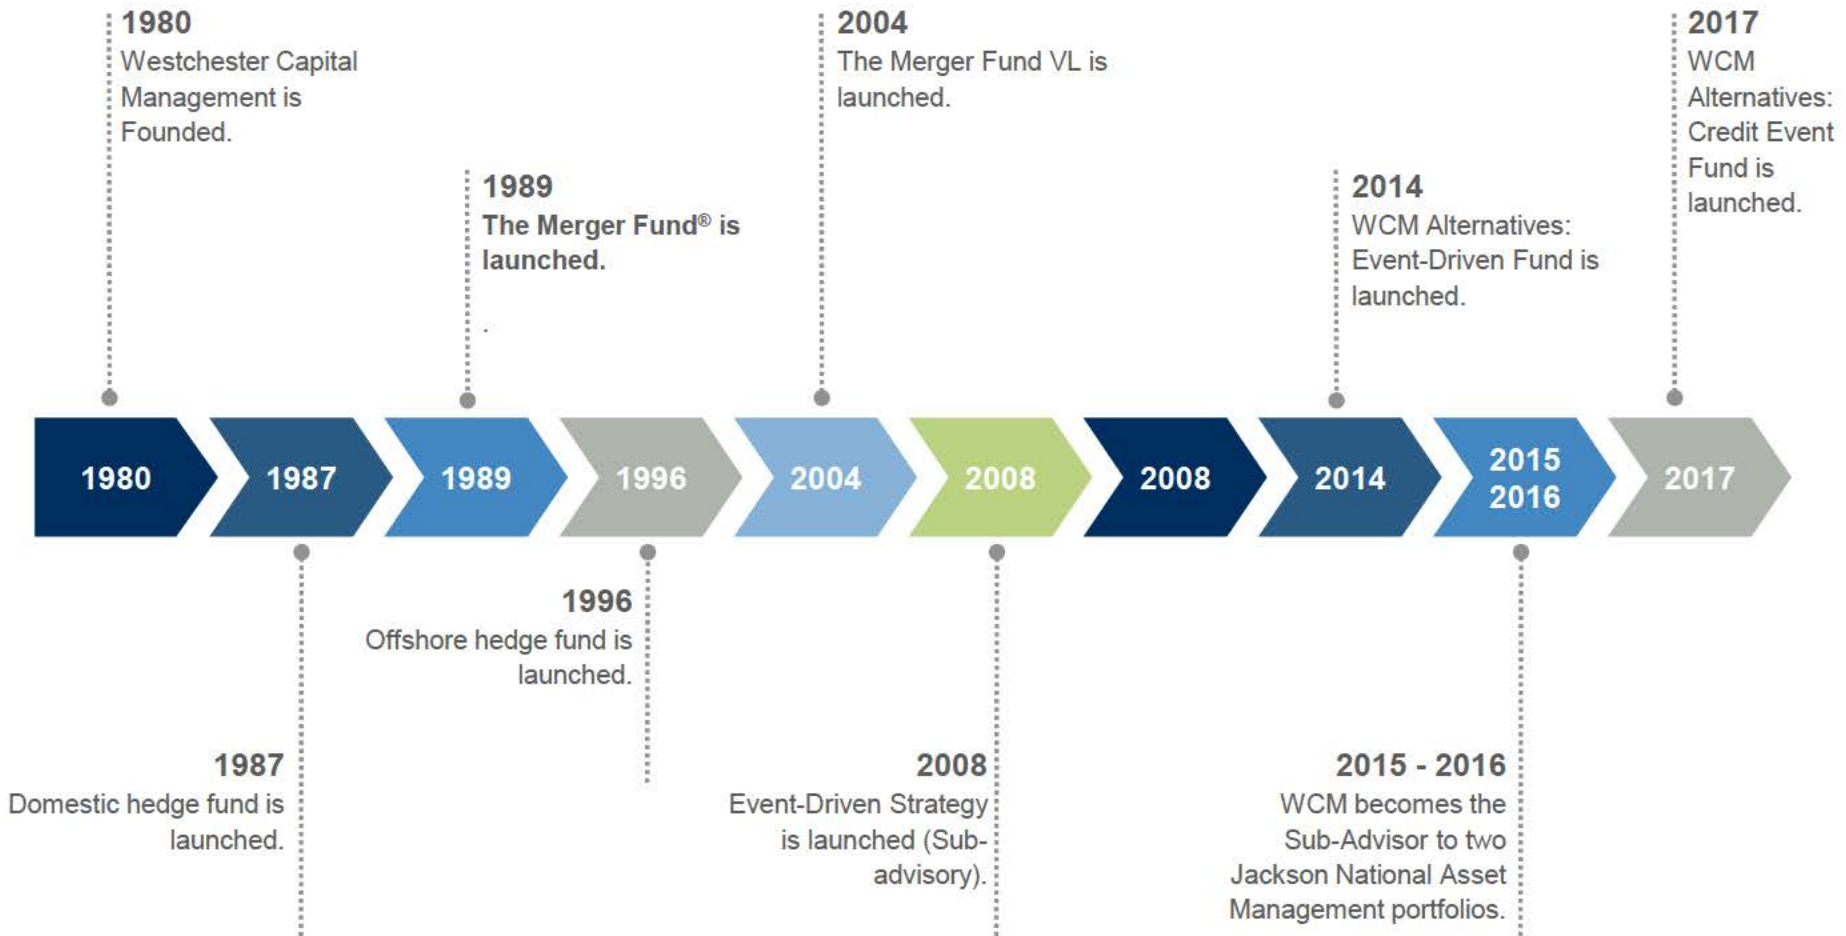 1980
Westchester Capital
Management is
Founded.
1989
The Merger Fund® is
launched.
.
2004
The Merger Fund VL is
launched.
2014
WCM Alternatives:
Event-Driven Fund is
launched.
2017
WCM
Alternatives:
Credit Event
Fund is
launched.
1980
1987
1989
1996
2004
2008
2008
2014
2015
2016
2017
1987
Domestic hedge fund is
launched.
1996
Offshore hedge fund is
launched.
2008
Event-Driven Strategy
is launched (Sub-
advisory).
2015 - 2016
WCM becomes the
Sub-Advisor to two
Jackson National Asset
Management portfolios.